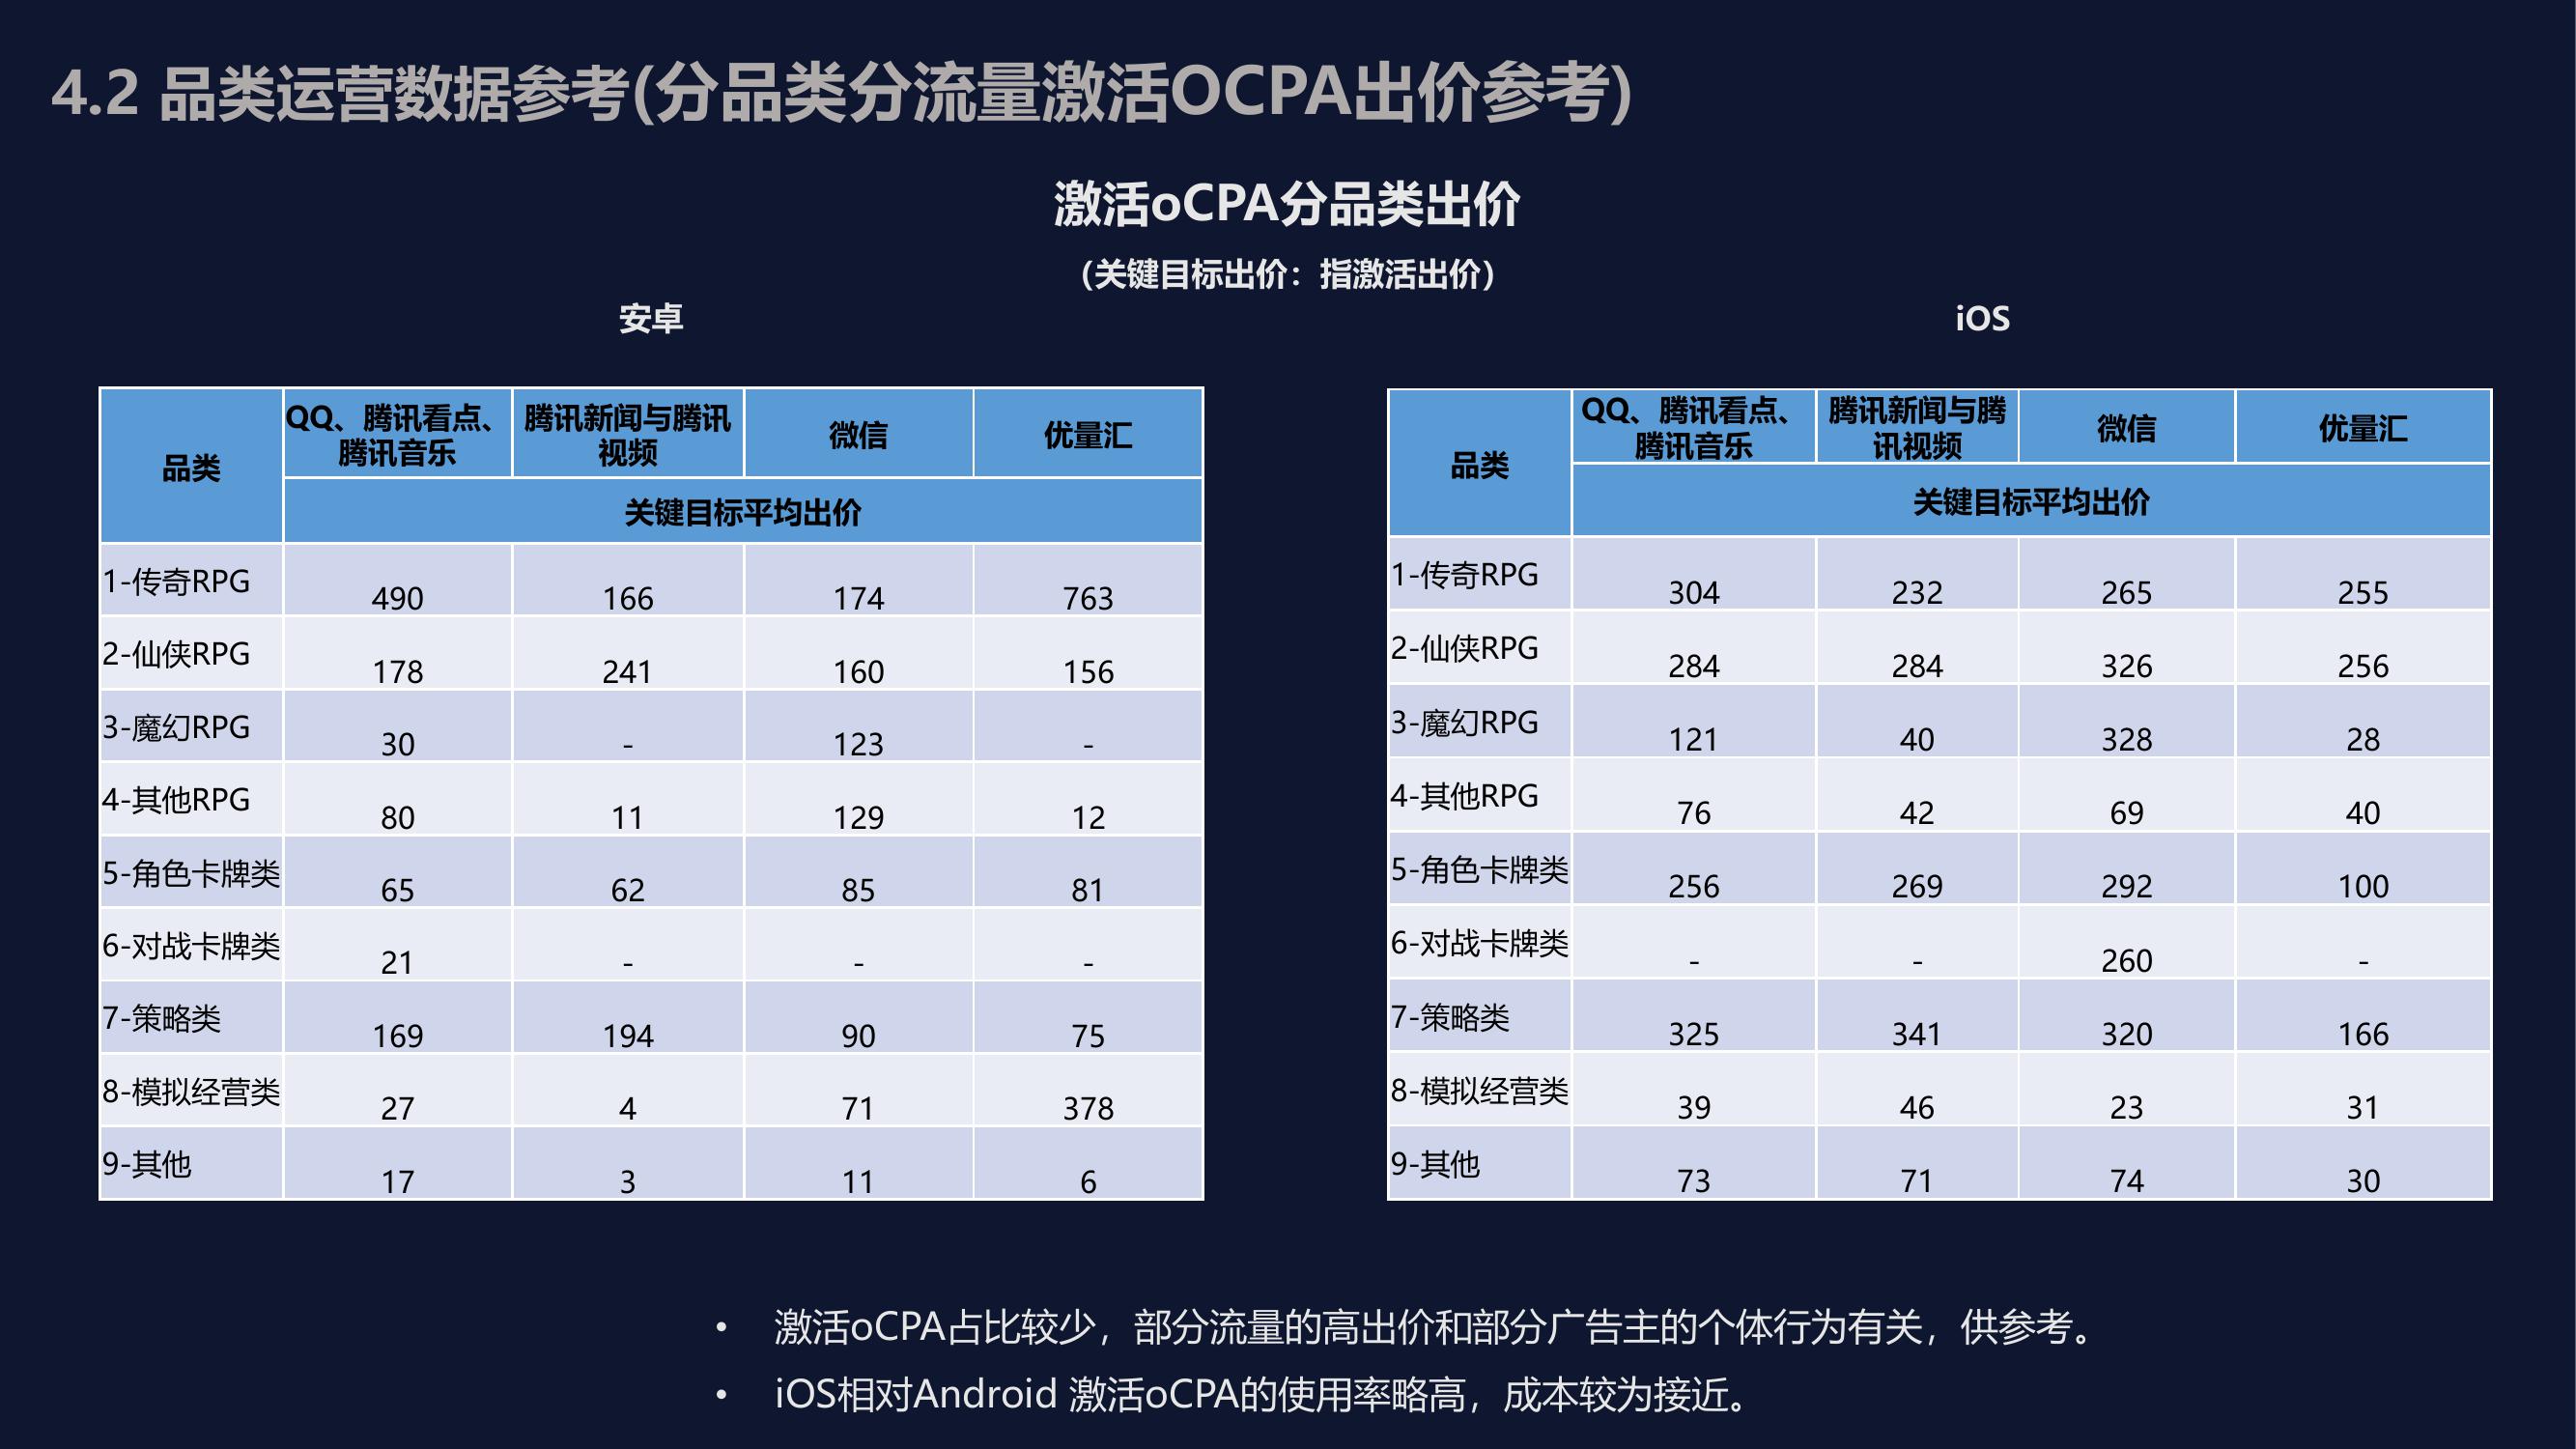 4.2 品类运营数据参考(分品类分流量激活OCPA出价参考)
激活oCPA分品类出价
（关键目标出价：指激活出价）
安卓
品类 QQ、腾讯看点、腾讯音乐 腾讯新闻与腾讯视频 微信 优量汇
关键目标平均出价
1-传奇RPG 490 166 174 763
2-仙侠RPG 178 241 160 156
3-魔幻RPG 30 - 123 -
4-其他RPG 80 11 129 12
5-角色卡牌类 65 62 85 81
6-对战卡牌类 21 - - -
7-策略类 169 194 90 75
8-模拟经营类 27 4 71 378
9-其他 17 3 11 6
iOS
品类 QQ、腾讯看点、腾讯音乐 腾讯新闻与腾讯视频 微信 优量汇
关键目标平均出价
1-传奇RPG 304 232 265 255
2-仙侠RPG 284 284 326 256
3-魔幻RPG 121 40 328 28
4-其他RPG 76 42 69 40
5-角色卡牌类 256 269 292 100
6-对战卡牌类 - - 260 -
7-策略类 325 341 320 166
8-模拟经营类 39 46 23 31
9-其他 73 71 74 30
• 激活oCPA占比较少，部分流量的高出价和部分广告主的个体行为有关，供参考。
• iOS相对Android 激活oCPA的使用率略高，成本较为接近。